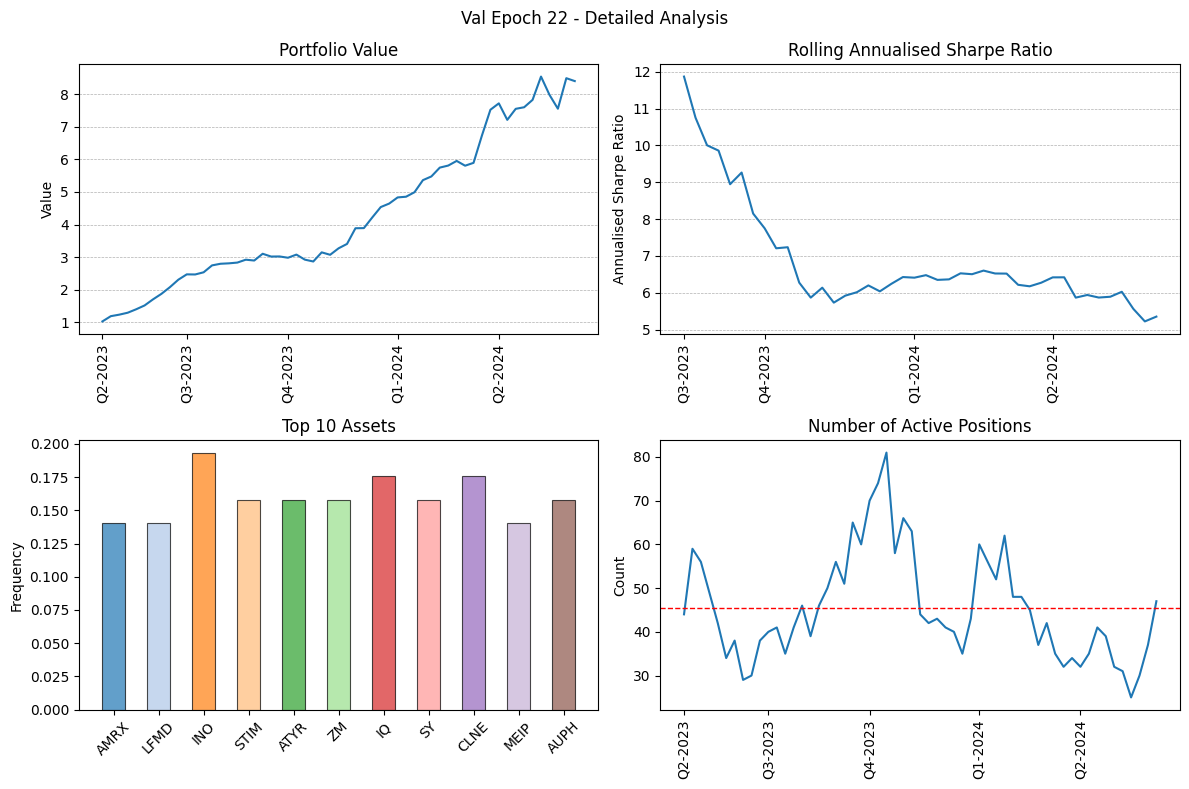 Val Epoch 22 - Detailed Analysis
Portfolio Value
Value
8
7
6
5
4
3
2
1
Q2-2023
Q3-2023
Q4-2023
Q1-2024
Q2-2024
Rolling Annualised Sharpe Ratio
Annualised Sharpe Ratio
12
11
10
9
8
7
6
5
Q3-2023
Q4-2023
Q1-2024
Q2-2024
Top 10 Assets
Frequency
0.200
0.175
0.150
0.125
0.100
0.075
0.050
0.025
0.000
AMRX
LFMD
INO
STIM
ATYR
ZM
IQ
SY
CLNE
MEIP
AUPH
Number of Active Positions
Count
80
70
60
50
40
30
Q2-2023
Q3-2023
Q4-2023
Q1-2024
Q2-2024